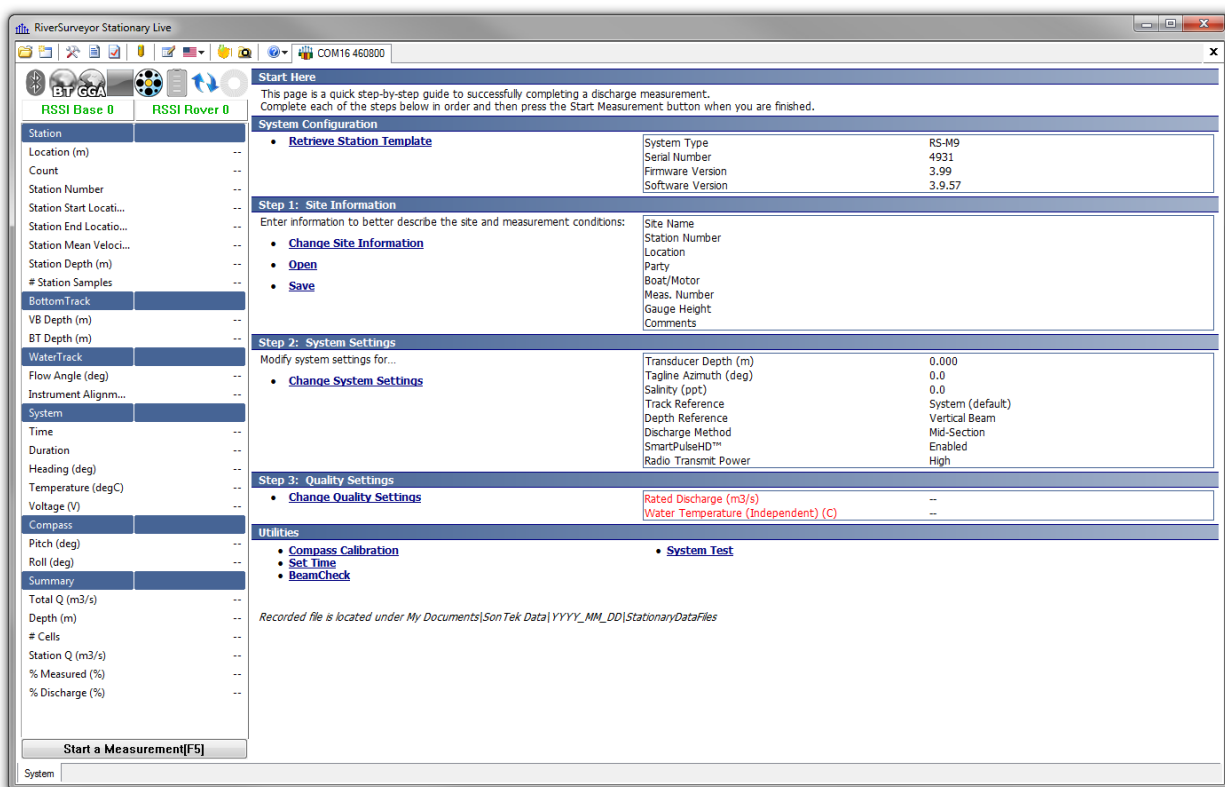 RiverSurveyor Stationary Live
COM16 460800
x
BT GGA
RSSI Base 0 RSSI Rover 0
Station
Location (m) --
Count --
Station Number --
Station Start Locati... --
Station End Locatio... --
Station Mean Veloci... --
Station Depth (m) --
# Station Samples --
BottomTrack
VB Depth (m) --
BT Depth (m) --
WaterTrack
Flow Angle (deg) --
Instrument Alignm... --
System
Time --
Duration --
Heading (deg) --
Temperature (degC) --
Voltage (V) --
Compass
Pitch (deg) --
Roll (deg) --
Summary
Total Q (m3/s) --
Depth (m) --
# Cells --
Station Q (m3/s) --
% Measured (%) --
% Discharge (%) --
Start a Measurement[F5]
System
Start Here
This page is a quick step-by-step guide to successfully completing a discharge measurement.
Complete each of the steps below in order and then press the Start Measurement button when you are finished.
System Configuration
• Retrieve Station Template
System Type RS-M9
Serial Number 4931
Firmware Version 3.99
Software Version 3.9.57
Step 1: Site Information
Enter information to better describe the site and measurement conditions:
• Change Site Information
• Open
• Save
Site Name
Station Number
Location
Party
Boat/Motor
Meas. Number
Gauge Height
Comments
Step 2: System Settings
Modify system settings for...
• Change System Settings
Transducer Depth (m) 0.000
Tagline Azimuth (deg) 0.0
Salinity (ppt) 0.0
Track Reference System (default)
Depth Reference Vertical Beam
Discharge Method Mid-Section
SmartPulseHD™ Enabled
Radio Transmit Power High
Step 3: Quality Settings
• Change Quality Settings
Rated Discharge (m3/s) --
Water Temperature (Independent) (C) --
Utilities
• Compass Calibration
• Set Time
• BeamCheck
• System Test
Recorded file is located under My Documents|SonTek Data|YYYY_MM_DD|StationaryDataFiles